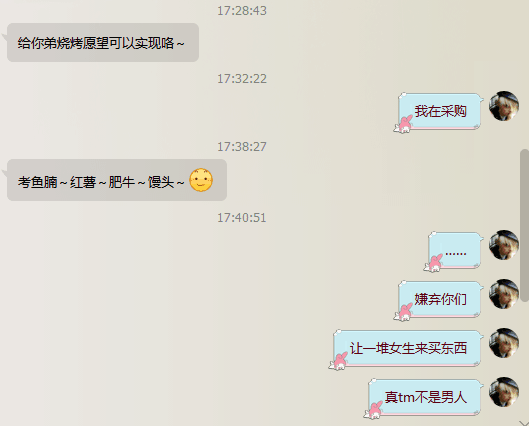 17:28:43
给你弟烧烤愿望可以实现咯～
17:32:22
我在采购
17:38:27
考鱼腩～红薯～肥牛～馒头～
17:40:51
......
嫌弃你们
让一堆女生来买东西
真tm不是男人